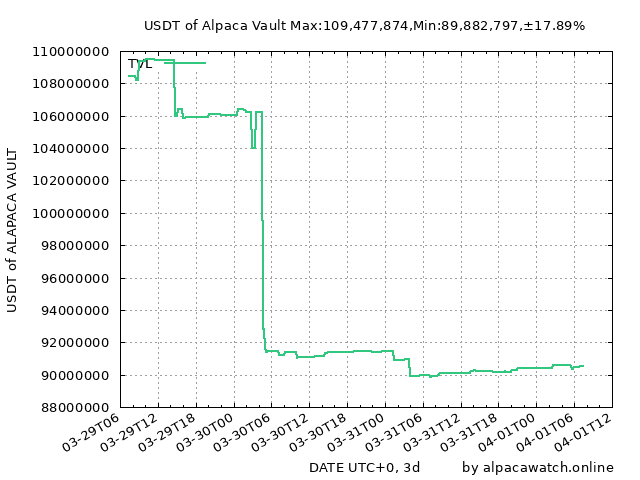 USDT of Alpaca Vault Max:109,477,874,Min:89,882,797,±17.89%
110000000
TVL
108000000
106000000
104000000
102000000
100000000
98000000
96000000
94000000
92000000
90000000
88000000
USDT of ALAPACA VAULT
03-29T06
03-29T12
03-29T18
03-30T00
03-30T06
03-30T12
03-30T18
03-31T00
03-31T06
03-31T12
03-31T18
04-01T00
04-01T06
04-01T12
DATE UTC+0, 3d
by alpacawatch.online